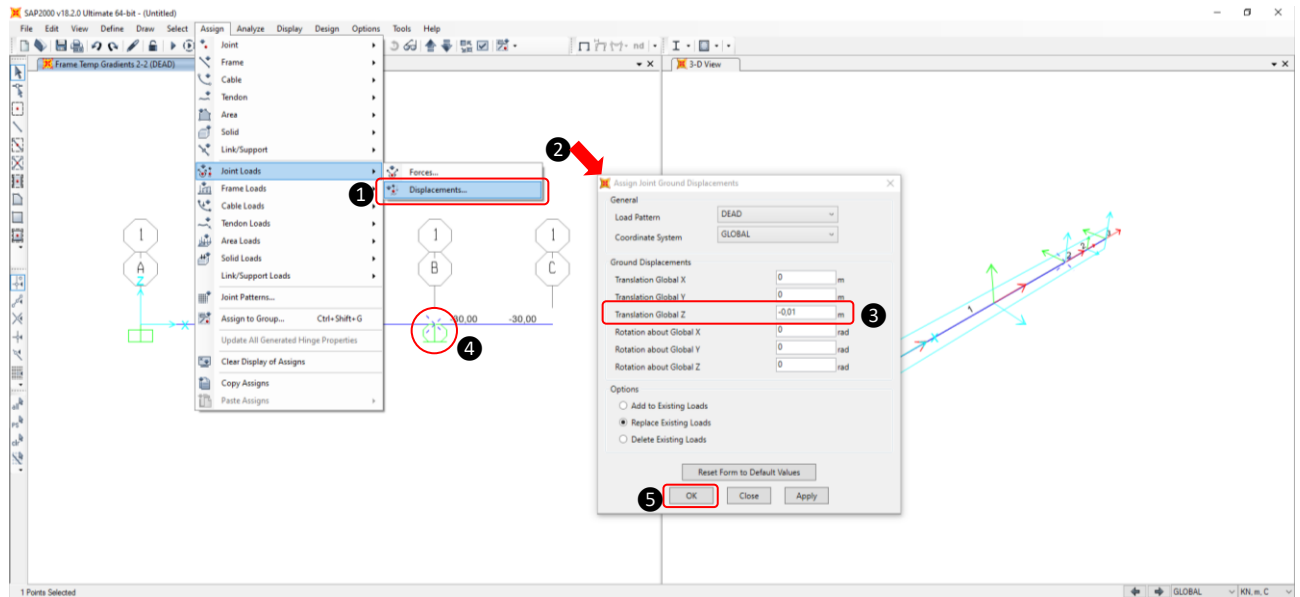 SAP2000 v18.2.0 Ultimate 64-bit - (Untitled)
File Edit View Define Draw Select Assign Analyze Display Design Options Tools Help
nd
Frame Temp Gradients 2-2 (DEAD)
3-D View
Joint
Frame
Cable
Tendon
Area
Solid
Link/Support
Joint Loads
Frame Loads
Cable Loads
Tendon Loads
Area Loads
Solid Loads
Link/Support Loads
Joint Patterns...
Assign to Group... Ctrl+Shift+G
Update All Generated Hinge Properties
Clear Display of Assigns
Copy Assigns
Paste Assigns
Forces...
Displacements...
1
2
3
4
5
1
A
Z
X
1
B
1
C
-30,00
Assign Joint Ground Displacements
General
Load Pattern DEAD
Coordinate System GLOBAL
Ground Displacements
Translation Global X 0 m
Translation Global Y 0 m
Translation Global Z -0,01 m
Rotation about Global X 0 rad
Rotation about Global Y 0 rad
Rotation about Global Z 0 rad
Options
Add to Existing Loads
Replace Existing Loads
Delete Existing Loads
Reset Form to Default Values
OK Close Apply
1
2
1 Points Selected
GLOBAL KN, m, C